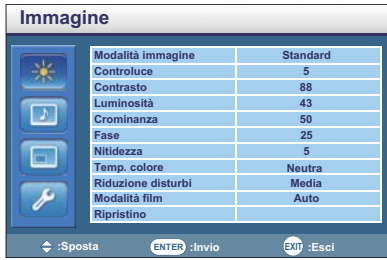 Immagine
Modalità immagine Standard
Controluce 5
Contrasto 88
Luminosità 43
Crominanza 50
Fase 25
Nitidezza 5
Temp. colore Neutra
Riduzione disturbi Media
Modalità film Auto
Ripristino
:Sposta ENTER :Invio EXIT :Esci